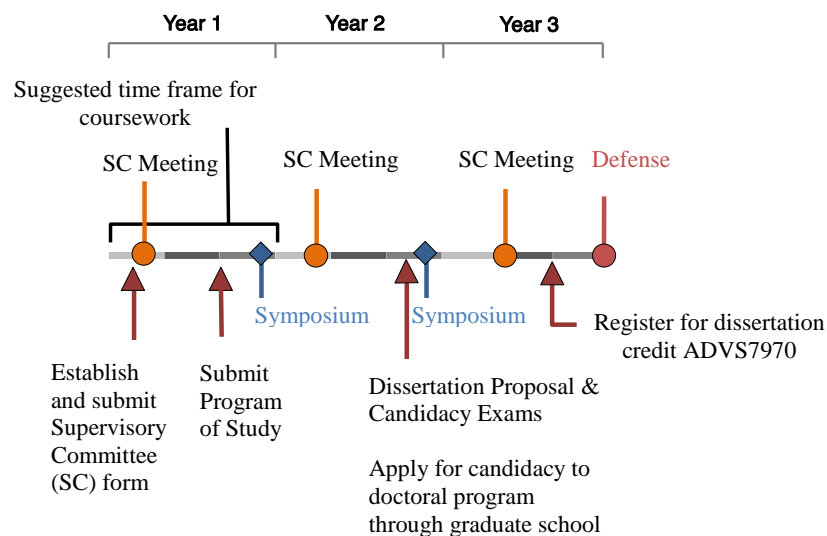 Year 1
Year 2
Year 3
Suggested time frame for
coursework
SC Meeting
SC Meeting
SC Meeting
Defense
Symposium
Symposium
Establish
and submit
Supervisory
Committee
(SC) form
Submit
Program
of Study
Dissertation Proposal &
Candidacy Exams
Apply for candidacy to
doctoral program
through graduate school
Register for dissertation
credit ADVS7970